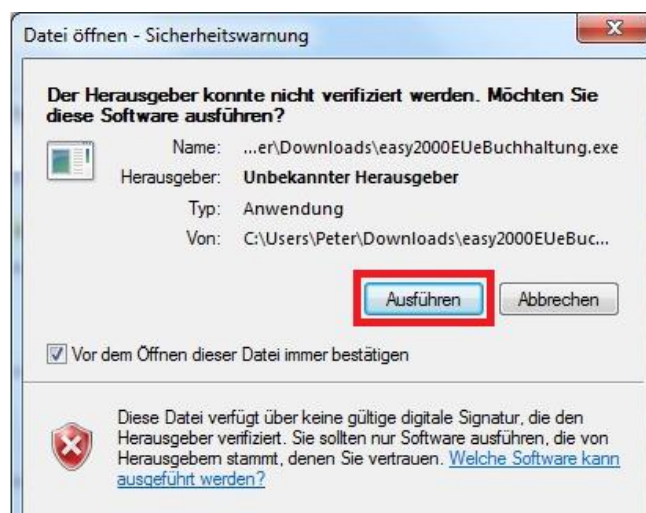 Datei öffnen - Sicherheitswarnung
Der Herausgeber konnte nicht verifiziert werden. Möchten Sie
diese Software ausführen?
Name: ...er\Downloads\easy2000EUeBuchhaltung.exe
Herausgeber: Unbekannter Herausgeber
Typ: Anwendung
Von: C:\Users\Peter\Downloads\easy2000EUeBuc...
Ausführen Abbrechen
Vor dem Öffnen dieser Datei immer bestätigen
Diese Datei verfügt über keine gültige digitale Signatur, die den
Herausgeber verifiziert. Sie sollten nur Software ausführen, die von
Herausgebern stammt, denen Sie vertrauen. Welche Software kann
ausgeführt werden?